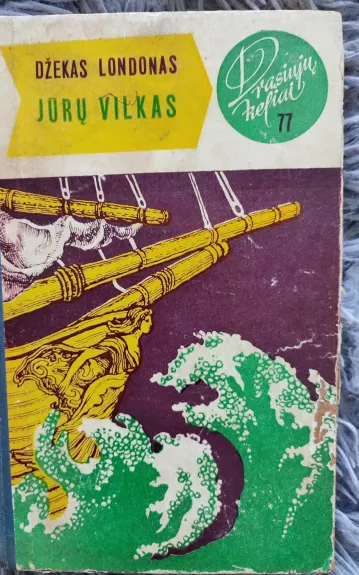 DŽEKAS LONDONAS
JŪRŲ VILKAS
Drąsiųjų
keliai
77